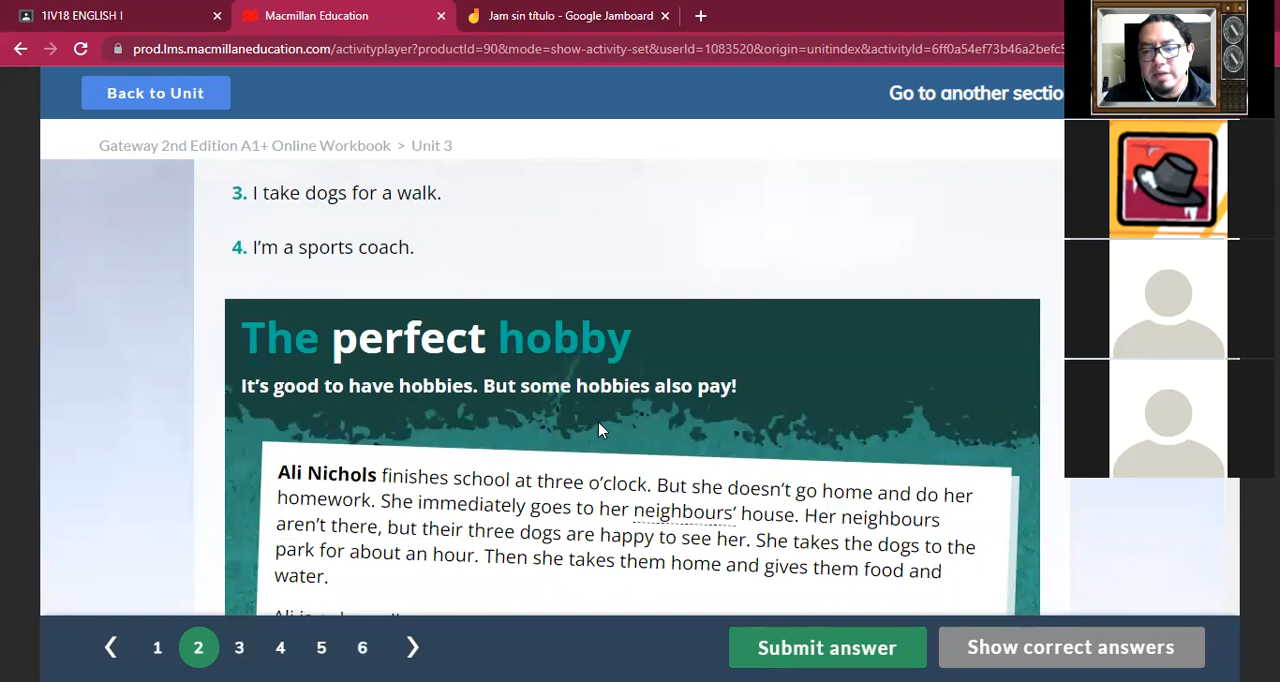 1IV18 ENGLISH I
Macmillan Education
Jam sin título - Google Jamboard
prod.lms.macmillaneducation.com/activityplayer?productId=90&mode=show-activity-set&userId=1083520&origin=unitindex&activityId=6ff0a54ef73b46a2befc5
Back to Unit
Go to another sectio
Gateway 2nd Edition A1+ Online Workbook > Unit 3
3. I take dogs for a walk.
4. I'm a sports coach.
The perfect hobby
It's good to have hobbies. But some hobbies also pay!
Ali Nichols finishes school at three o'clock. But she doesn't go home and do her
homework. She immediately goes to her neighbours' house. Her neighbours
aren't there, but their three dogs are happy to see her. She takes the dogs to the
park for about an hour. Then she takes them home and gives them food and
water.
1 2 3 4 5 6
Submit answer
Show correct answers